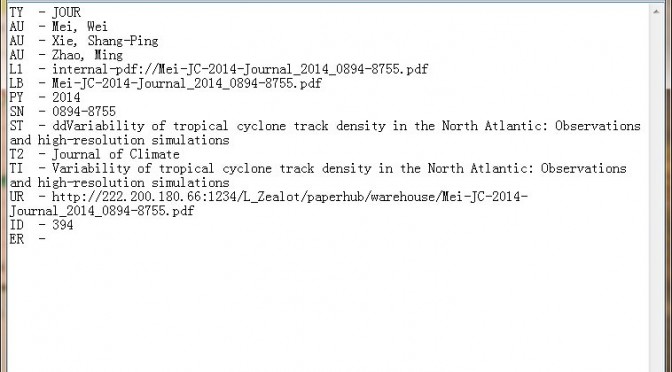 TY  - JOUR
AU  - Mei, Wei
AU  - Xie, Shang-Ping
AU  - Zhao, Ming
L1  - internal-pdf://Mei-JC-2014-Journal_2014_0894-8755.pdf
LB  - Mei-JC-2014-Journal_2014_0894-8755.pdf
PY  - 2014
SN  - 0894-8755
ST  - ddVariability of tropical cyclone track density in the North Atlantic: Observations
and high-resolution simulations
T2  - Journal of Climate
TI  - Variability of tropical cyclone track density in the North Atlantic: Observations
and high-resolution simulations
UR  - http://222.200.180.66:1234/L_Zealot/paperhub/warehouse/Mei-JC-2014-
Journal_2014_0894-8755.pdf
ID  - 394
ER  -